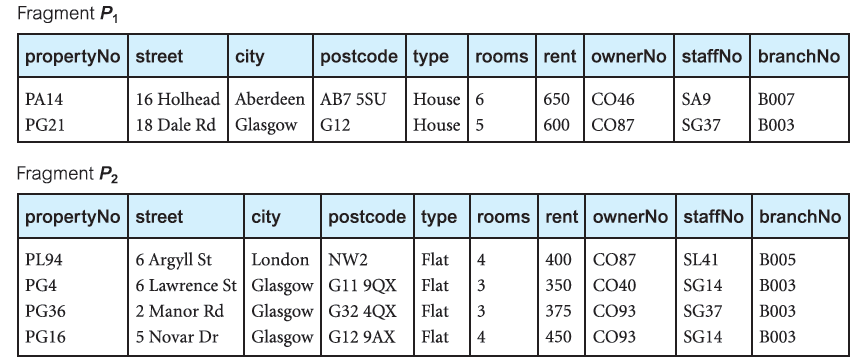 Fragment P1
propertyNo street city postcode type rooms rent ownerNo staffNo branchNo
PA14 16 Holhead Aberdeen AB7 5SU House 6 650 CO46 SA9 B007
PG21 18 Dale Rd Glasgow G12 House 5 600 CO87 SG37 B003
Fragment P2
propertyNo street city postcode type rooms rent ownerNo staffNo branchNo
PL94 6 Argyll St London NW2 Flat 4 400 CO87 SL41 B005
PG4 6 Lawrence St Glasgow G11 9QX Flat 3 350 CO40 SG14 B003
PG36 2 Manor Rd Glasgow G32 4QX Flat 3 375 CO93 SG37 B003
PG16 5 Novar Dr Glasgow G12 9AX Flat 4 450 CO93 SG14 B003